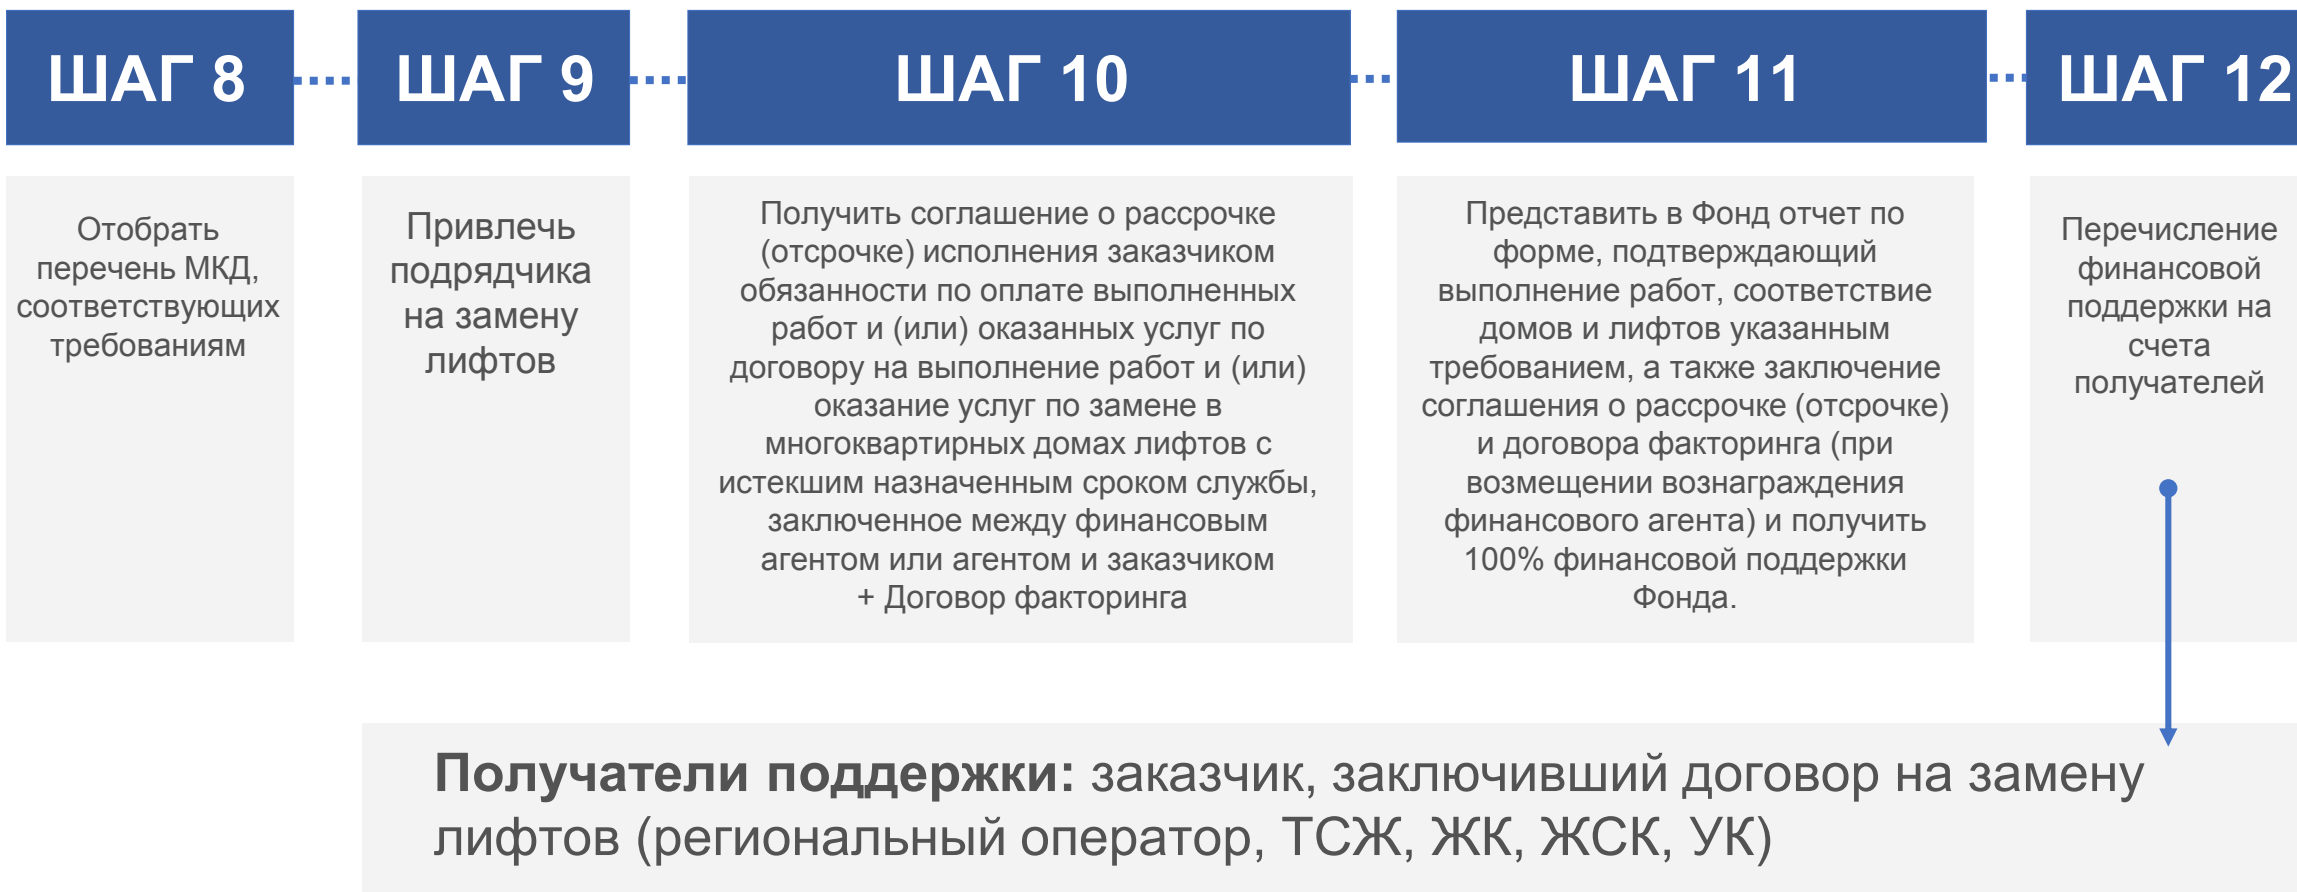 ШАГ 8
ШАГ 9
ШАГ 10
ШАГ 11
ШАГ 12
Отобрать
перечень МКД,
соответствующих
требованиям
Привлечь
подрядчика
на замену
лифтов
Получить соглашение о рассрочке
(отсрочке) исполнения заказчиком
обязанности по оплате выполненных
работ и (или) оказанных услуг по
договору на выполнение работ и (или)
оказание услуг по замене в
многоквартирных домах лифтов с
истекшим назначенным сроком службы,
заключенное между финансовым
агентом или агентом и заказчиком
+ Договор факторинга
Представить в Фонд отчет по
форме, подтверждающий
выполнение работ, соответствие
домов и лифтов указанным
требованием, а также заключение
соглашения о рассрочке (отсрочке)
и договора факторинга (при
возмещении вознаграждения
финансового агента) и получить
100% финансовой поддержки
Фонда.
Перечисление
финансовой
поддержки на
счета
получателей
Получатели поддержки: заказчик, заключивший договор на замену
лифтов (региональный оператор, ТСЖ, ЖК, ЖСК, УК)